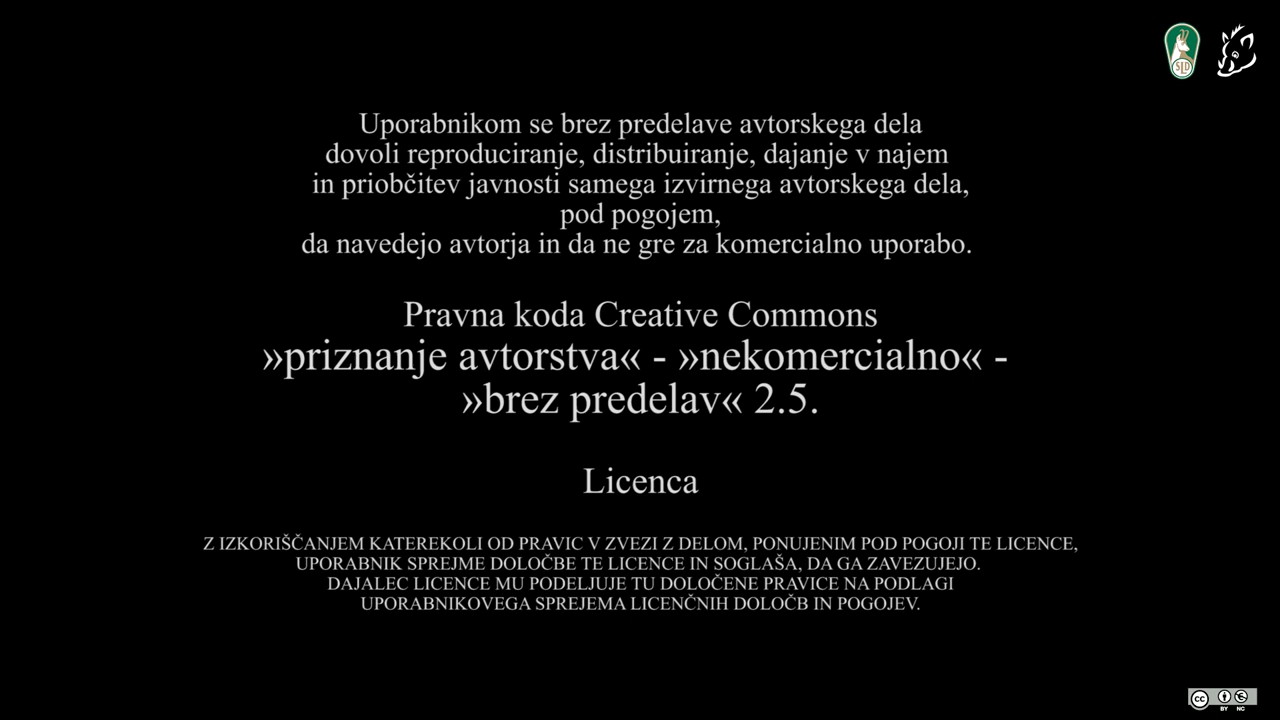 SLD
Uporabnikom se brez predelave avtorskega dela
dovoli reproduciranje, distribuiranje, dajanje v najem
in priobčitev javnosti samega izvirnega avtorskega dela,
pod pogojem,
da navedejo avtorja in da ne gre za komercialno uporabo.
Pravna koda Creative Commons
»priznanje avtorstva« - »nekomercialno« -
»brez predelav« 2.5.
Licenca
Z IZKORIŠČANJEM KATEREKOLI OD PRAVIC V ZVEZI Z DELOM, PONUJENIM POD POGOJI TE LICENCE,
UPORABNIK SPREJME DOLOČBE TE LICENCE IN SOGLAŠA, DA GA ZAVEZUJEJO.
DAJALEC LICENCE MU PODELJUJE TU DOLOČENE PRAVICE NA PODLAGI
UPORABNIKOVEGA SPREJEMA LICENČNIH DOLOČB IN POGOJEV.
cc BY NC